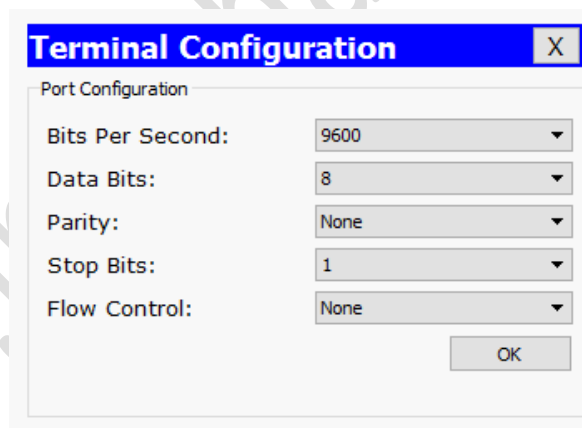 Terminal Configuration X
Port Configuration
Bits Per Second: 9600
Data Bits: 8
Parity: None
Stop Bits: 1
Flow Control: None
OK